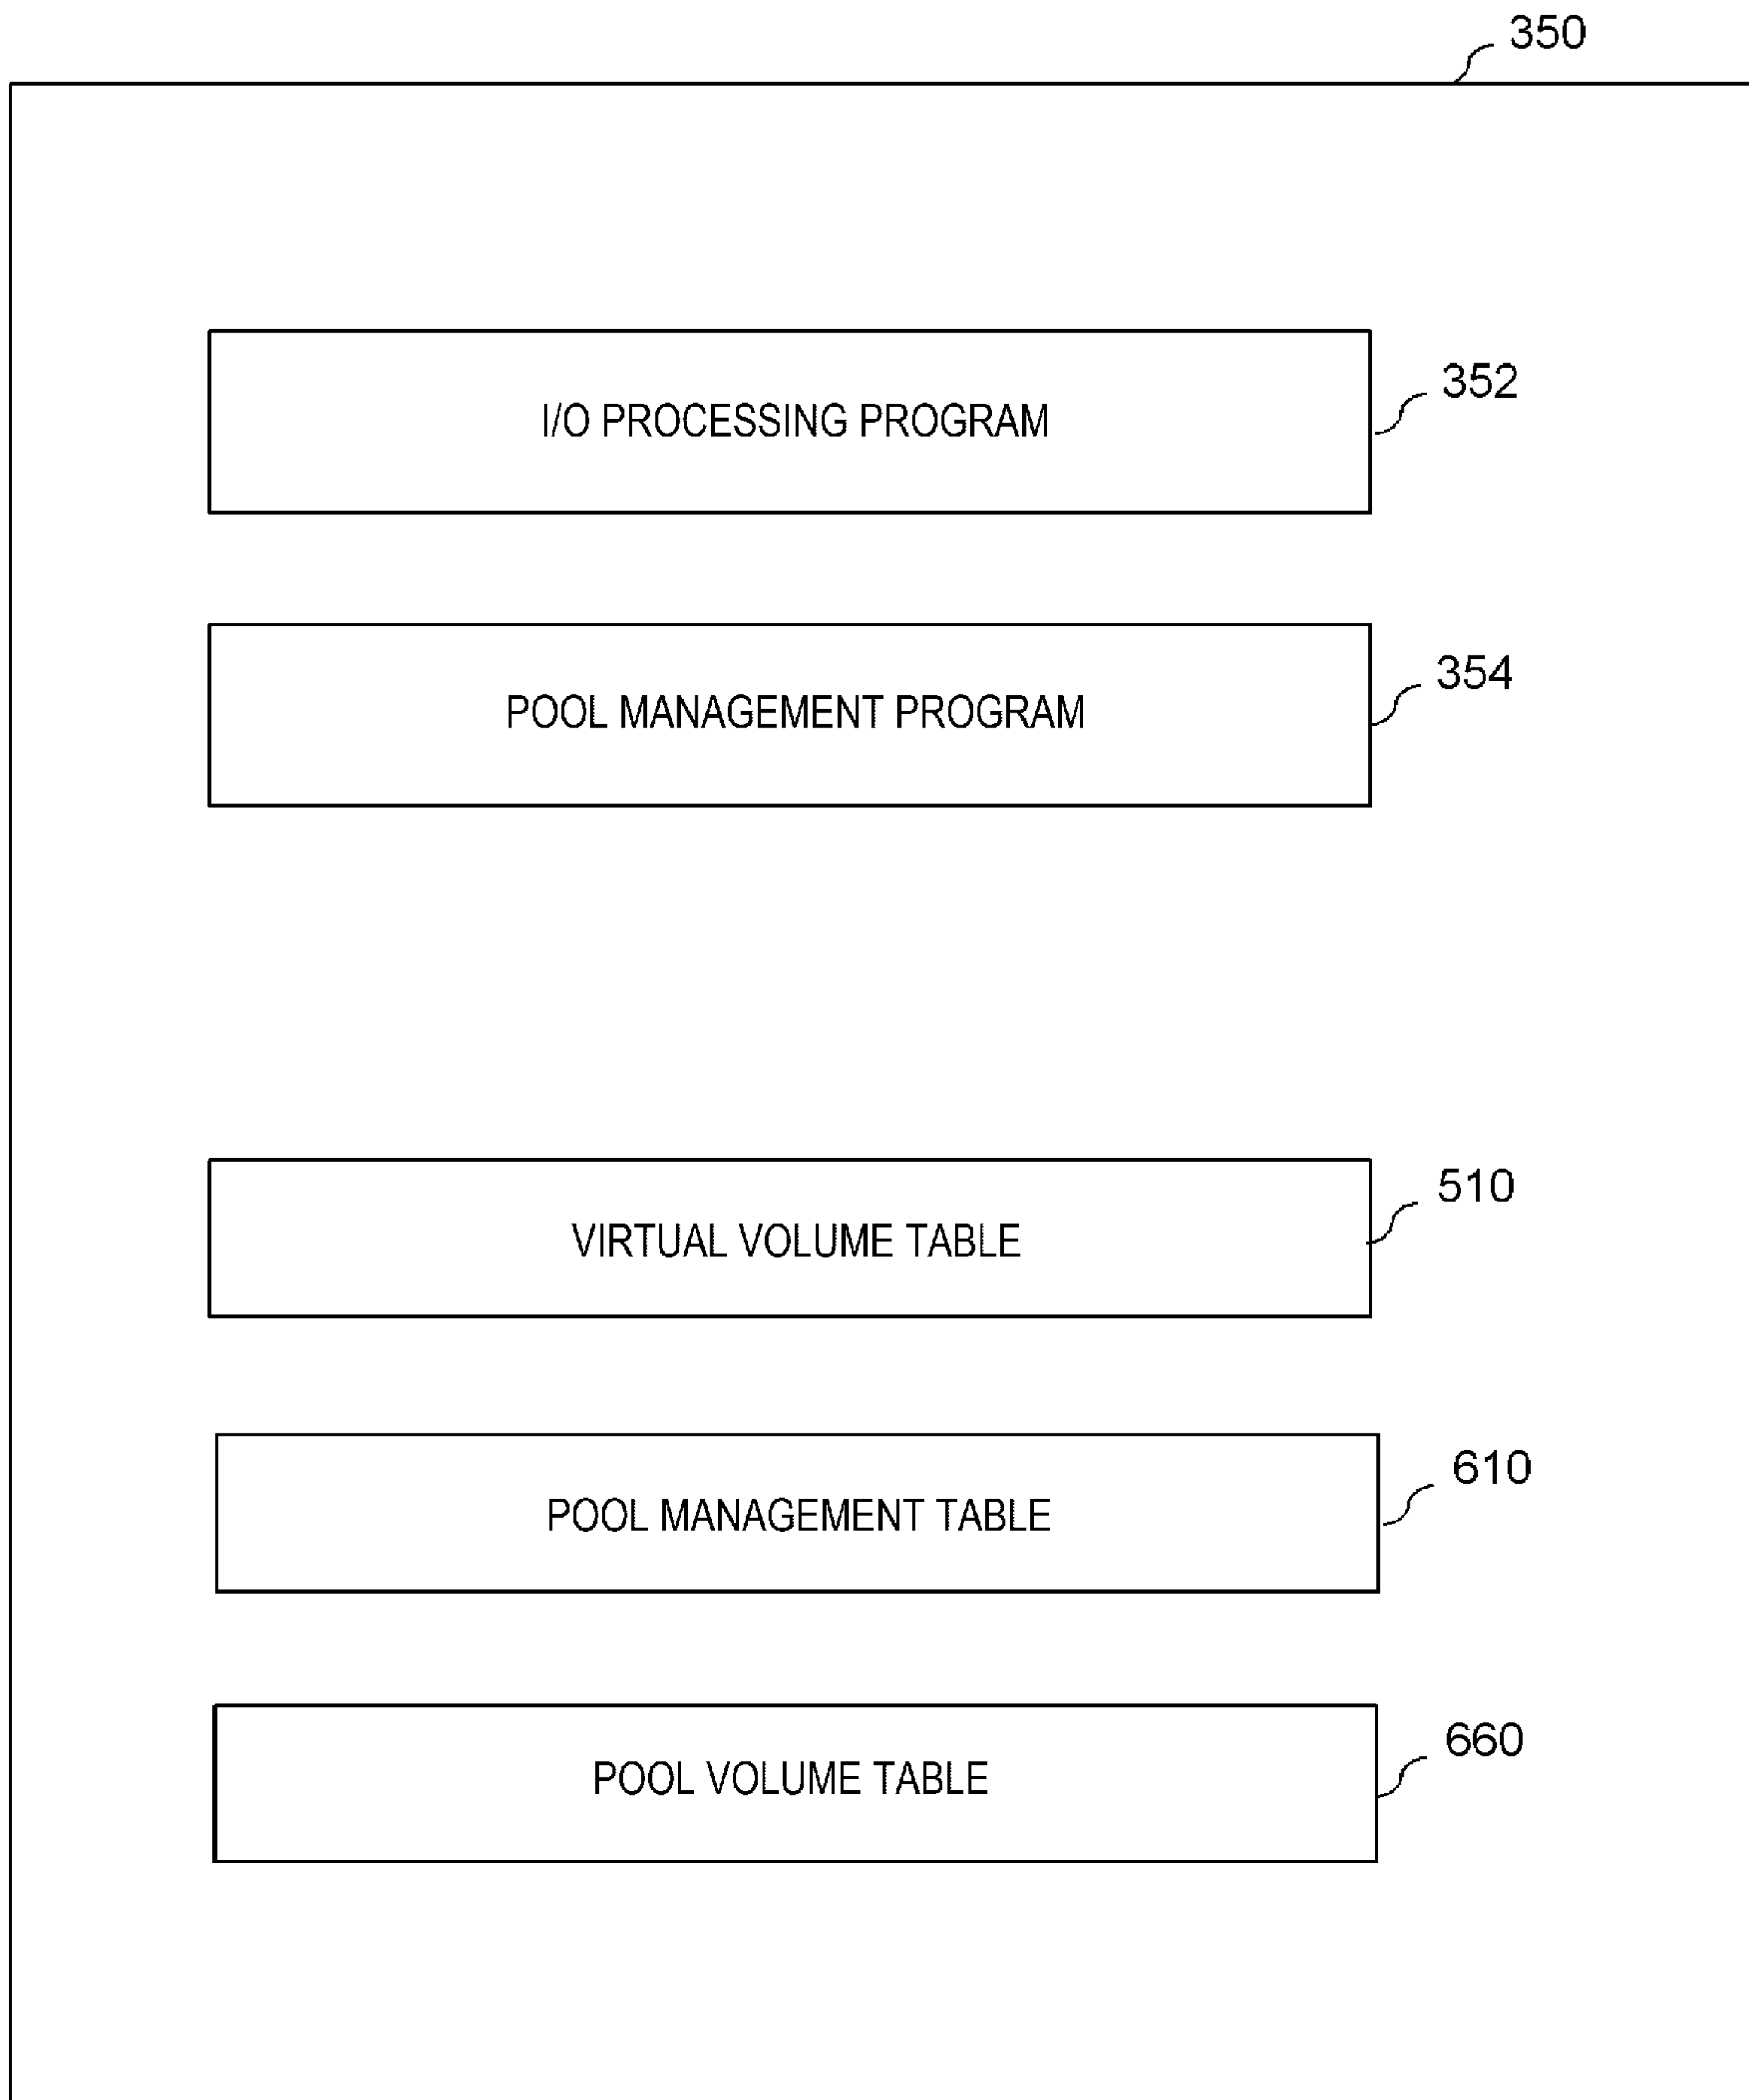 350
I/O PROCESSING PROGRAM
352
POOL MANAGEMENT PROGRAM
354
VIRTUAL VOLUME TABLE
510
POOL MANAGEMENT TABLE
610
POOL VOLUME TABLE
660